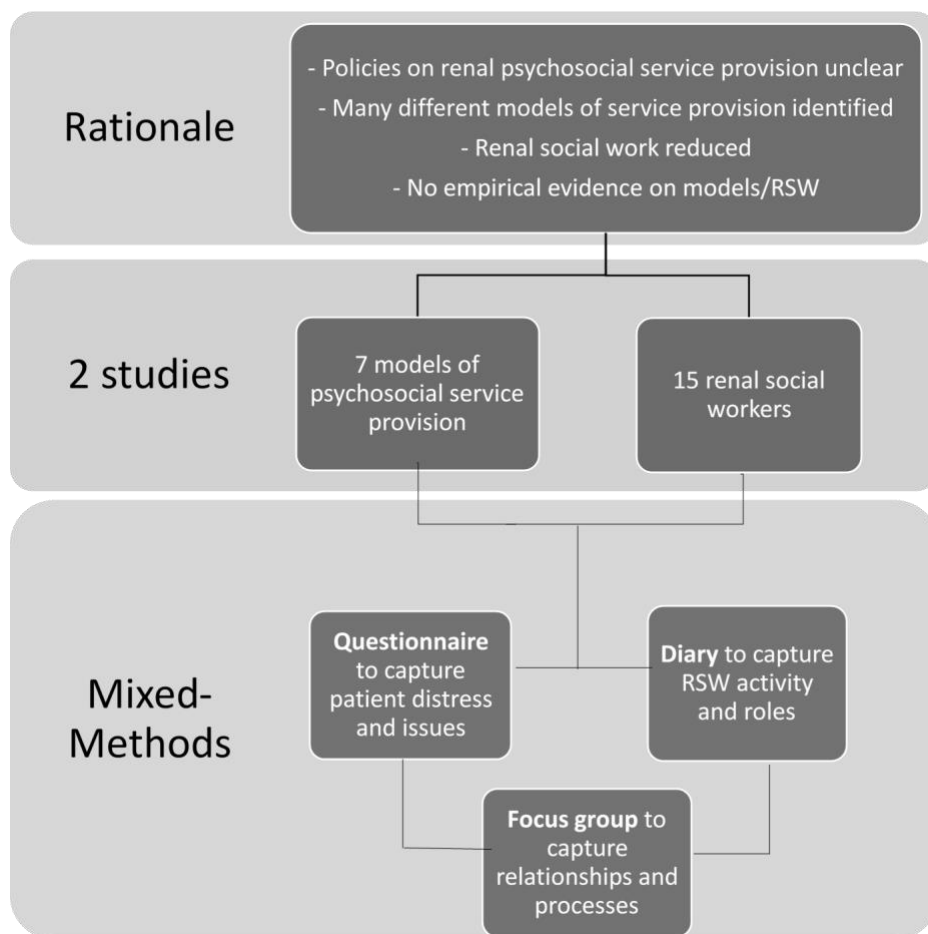 Rationale
- Policies on renal psychosocial service provision unclear
- Many different models of service provision identified
- Renal social work reduced
- No empirical evidence on models/RSW
2 studies
7 models of
psychosocial service
provision
15 renal social
workers
Mixed-
Methods
Questionnaire
to capture
patient distress
and issues
Diary to capture
RSW activity
and roles
Focus group to
capture
relationships and
processes